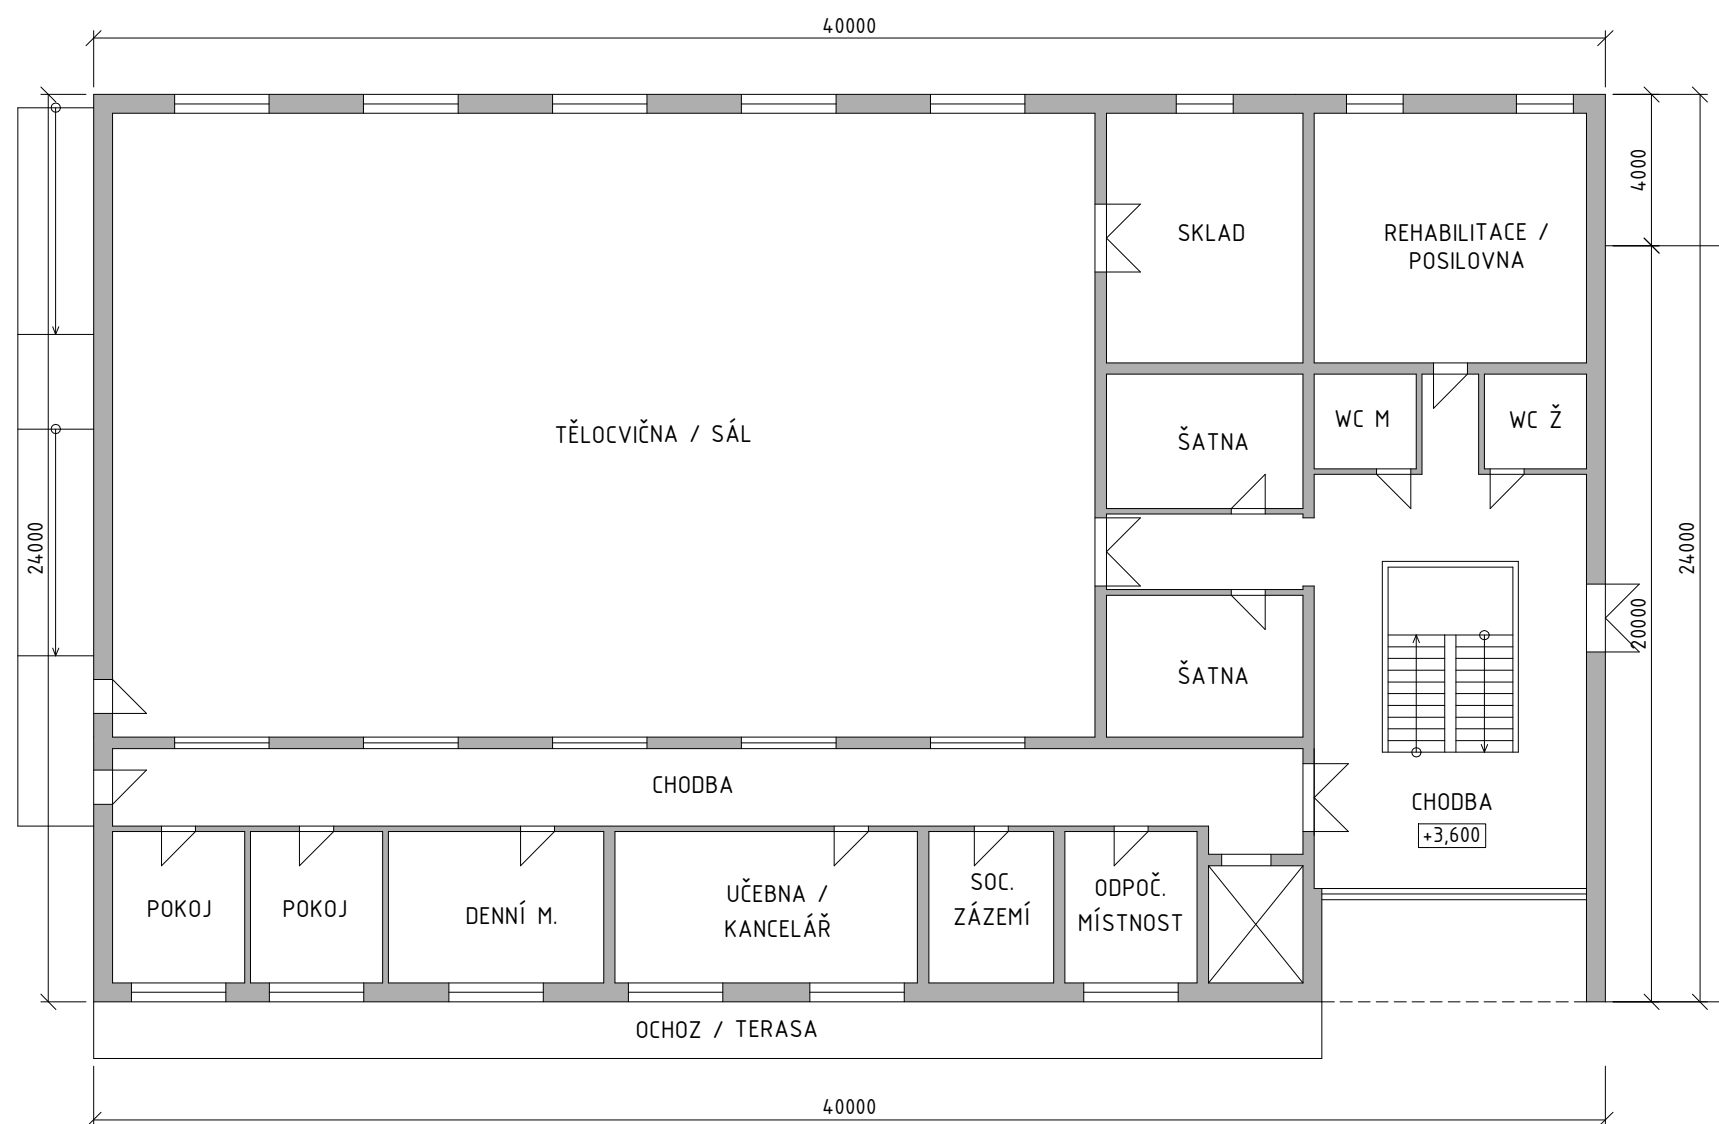 40000
4000
SKLAD
REHABILITACE /
POSILOVNA
WC M
WC Ž
TĚLOCVIČNA / SÁL
ŠATNA
24000
24000
20000
ŠATNA
CHODBA
CHODBA
+3,600
POKOJ
POKOJ
DENNÍ M.
UČEBNA /
KANCELÁŘ
SOC.
ZÁZEMÍ
ODPOČ.
MÍSTNOST
OCHOZ / TERASA
40000